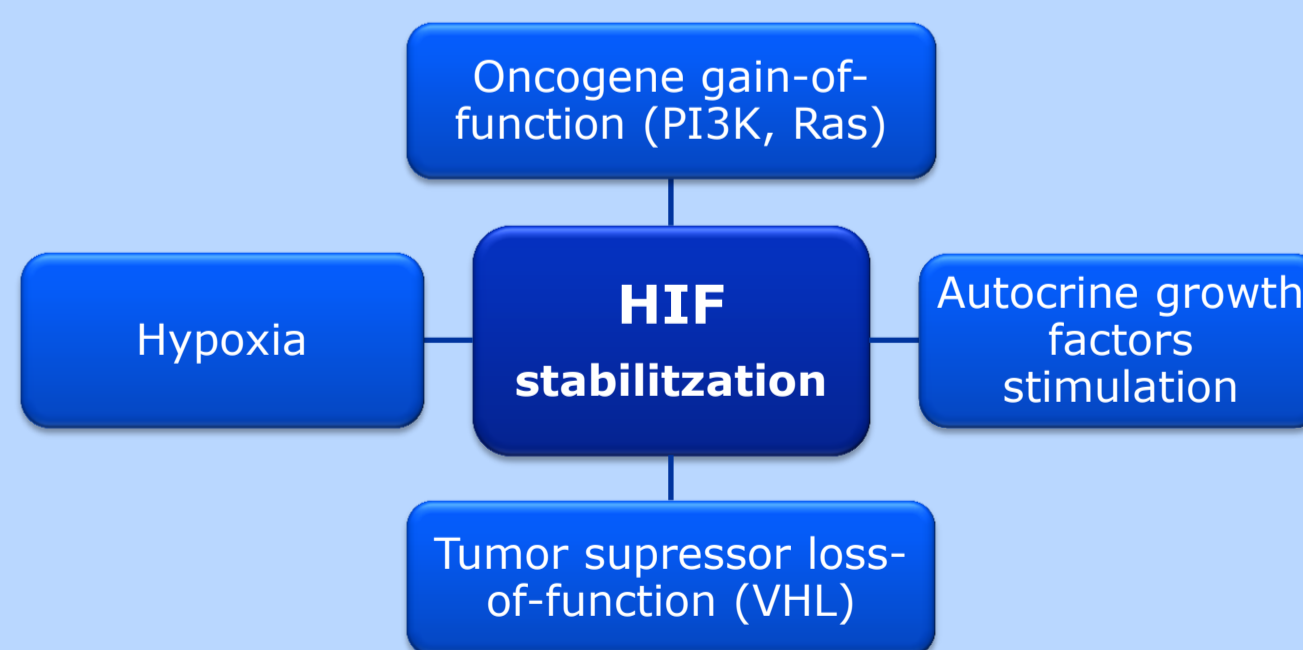 Oncogene gain-of-
function (PI3K, Ras)
Hypoxia
HIF
stabilitzation
Autocrine growth
factors
stimulation
Tumor supressor loss-
of-function (VHL)